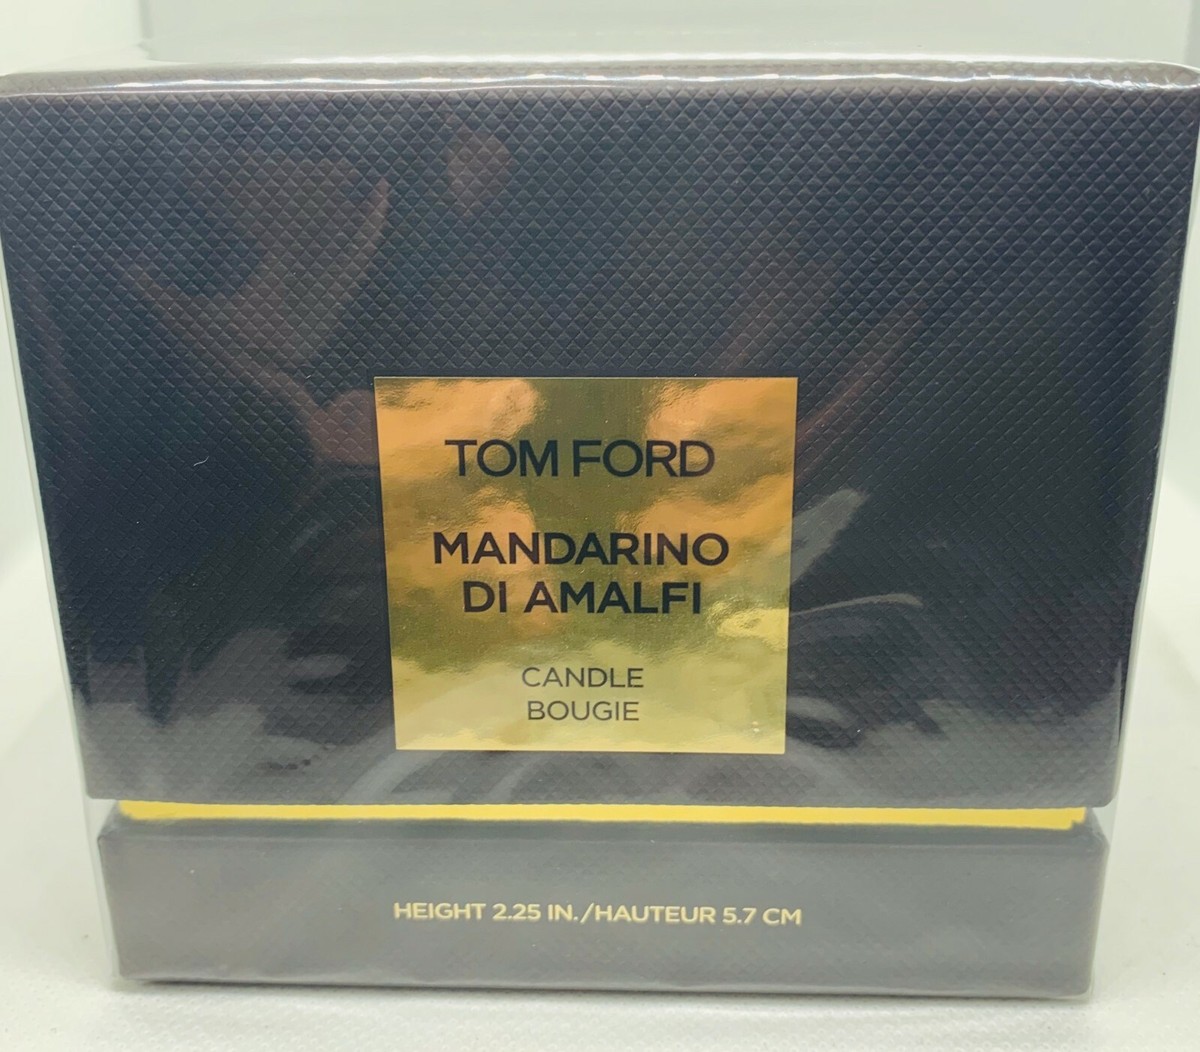 TOM FORD
MANDARINO
DI AMALFI
CANDLE
BOUGIE
HEIGHT 2.25 IN./HAUTEUR 5.7 CM